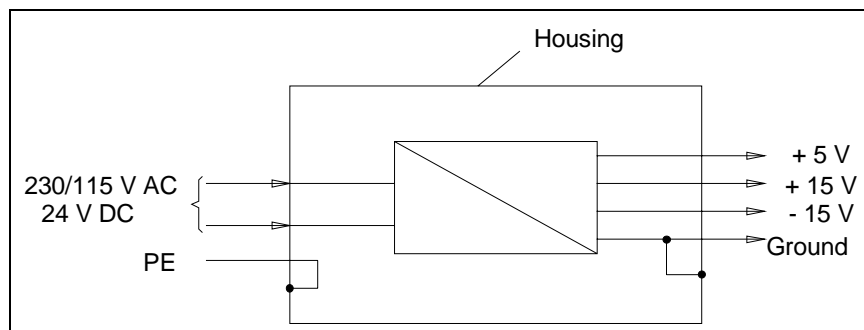 Housing
230/115 V AC
24 V DC
PE
+ 5 V
+ 15 V
- 15 V
Ground